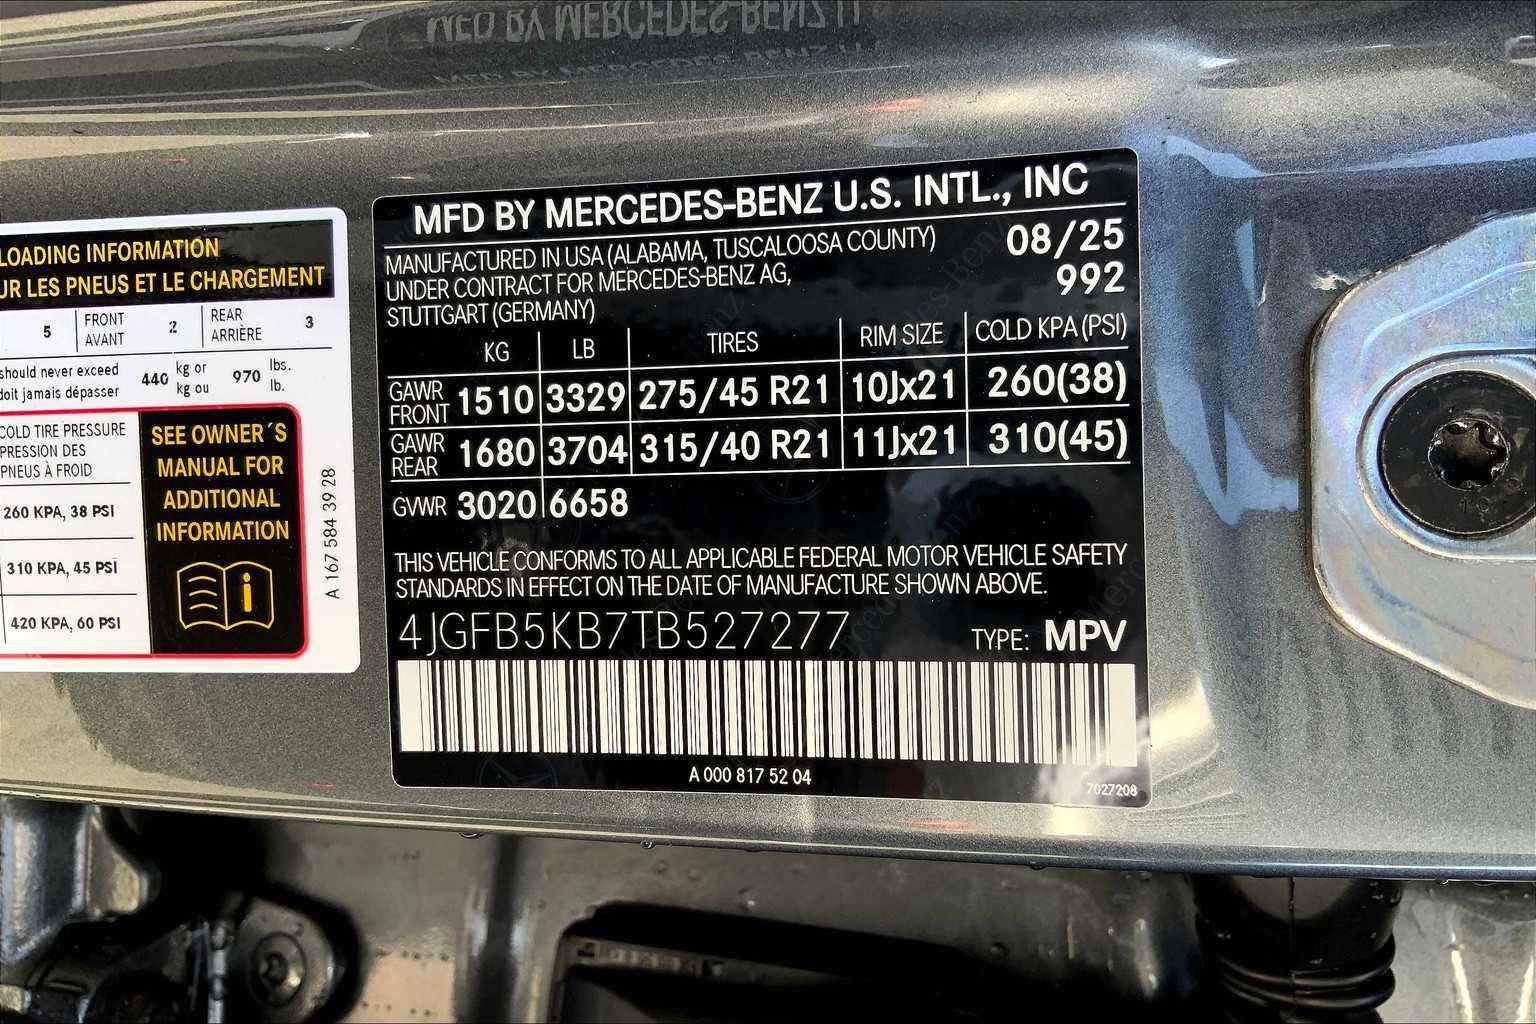 LOADING INFORMATION
UR LES PNEUS ET LE CHARGEMENT
5 FRONT AVANT 2 REAR ARRIÈRE 3
should never exceed 440 kg or 970 lbs.
doit jamais dépasser kg ou lb.
COLD TIRE PRESSURE
PRESSION DES
PNEUS À FROID
260 KPA, 38 PSI
310 KPA, 45 PSI
420 KPA, 60 PSI
SEE OWNER´S
MANUAL FOR
ADDITIONAL
INFORMATION
A 167 584 39 28
MFD BY MERCEDES-BENZ U.S. INTL., INC
MANUFACTURED IN USA (ALABAMA, TUSCALOOSA COUNTY) 08/25
UNDER CONTRACT FOR MERCEDES-BENZ AG, 992
STUTTGART (GERMANY)
KG LB TIRES RIM SIZE COLD KPA (PSI)
GAWR FRONT 1510 3329 275/45 R21 10Jx21 260(38)
GAWR REAR 1680 3704 315/40 R21 11Jx21 310(45)
GVWR 3020 6658
THIS VEHICLE CONFORMS TO ALL APPLICABLE FEDERAL MOTOR VEHICLE SAFETY
STANDARDS IN EFFECT ON THE DATE OF MANUFACTURE SHOWN ABOVE.
4JGFB5KB7TB527277 TYPE: MPV
A 000 817 52 04
7027208